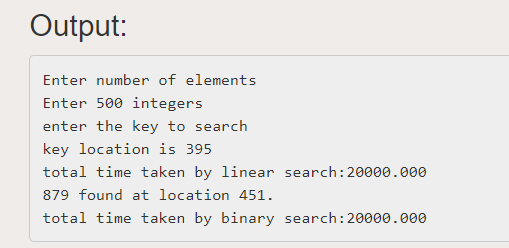 Output:
Enter number of elements
Enter 500 integers
enter the key to search
key location is 395
total time taken by linear search:20000.000
879 found at location 451.
total time taken by binary search:20000.000